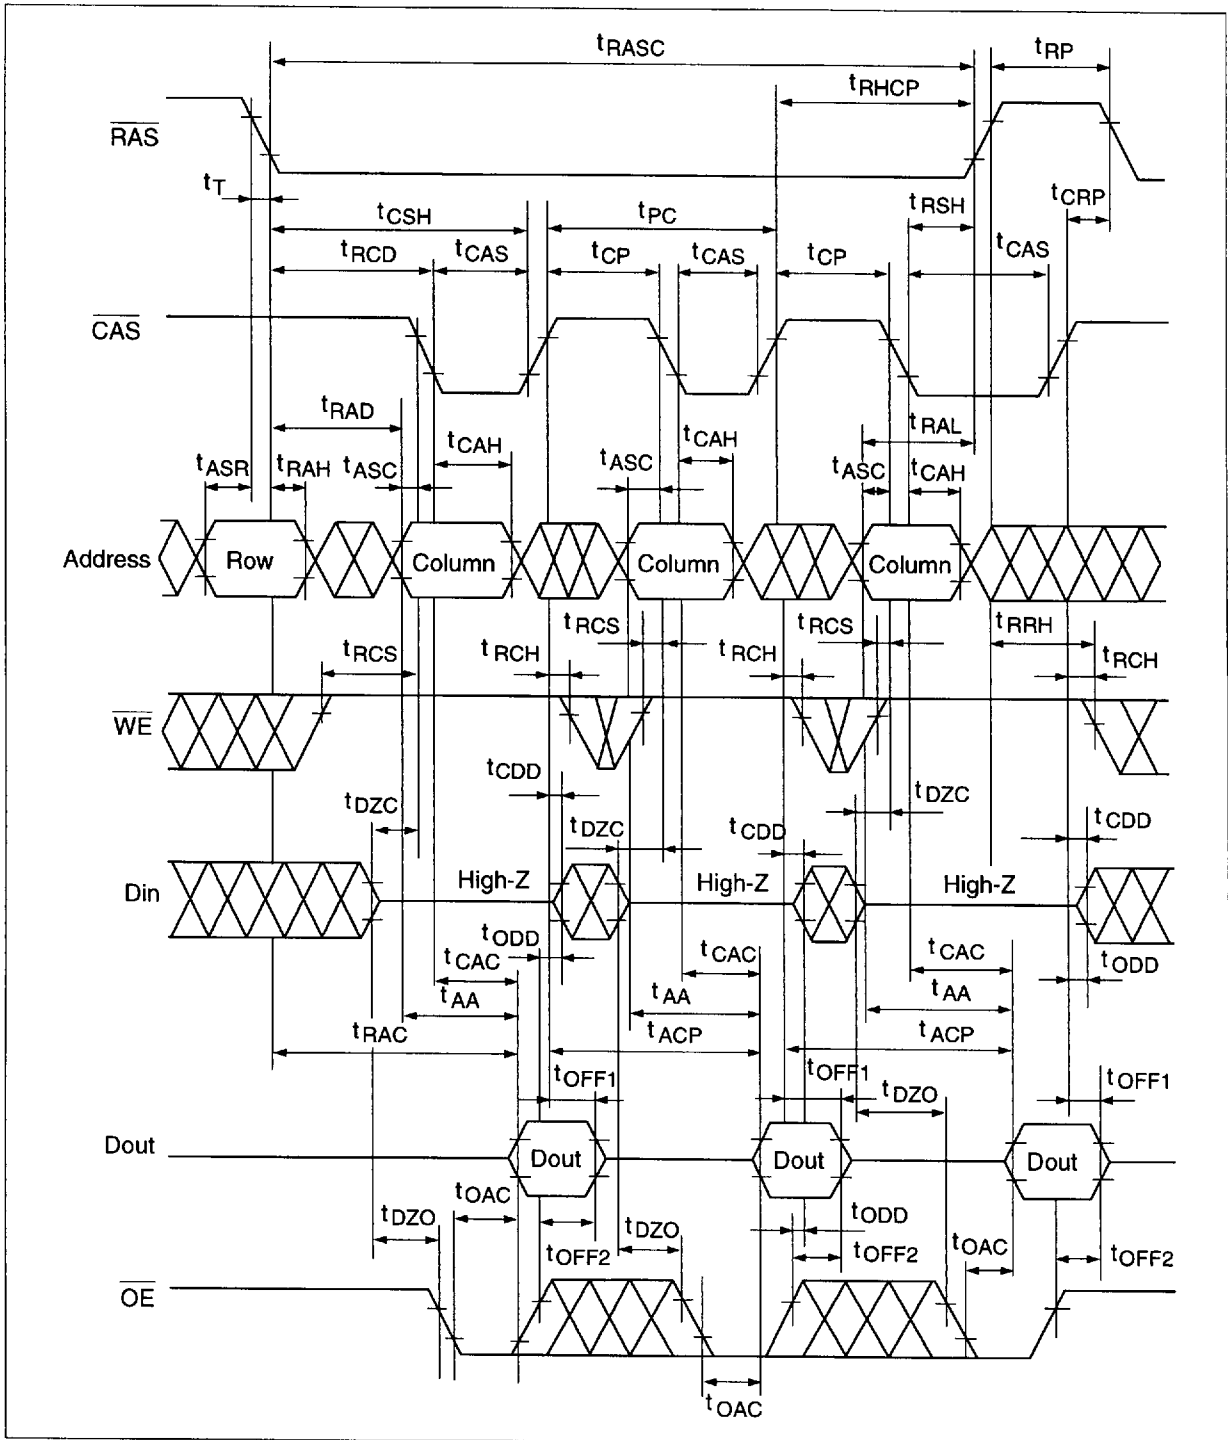 tRASC
tRP
tRHCP
RAS
tT
tCSH
tPC
tRSH
tCRP
tRCD
tCAS
tCP
tCAS
tCP
tCAS
CAS
tRAD
tRAL
tCAH
tCAH
tASR
tRAH
tASC
tASC
tASC
tCAH
Address
Row
Column
Column
Column
tRCS
tRCS
tRRH
tRCS
tRCH
tRCH
tRCH
WE
tCDD
tDZC
tDZC
tDZC
tCDD
tCDD
Din
High-Z
High-Z
High-Z
tODD
tCAC
tCAC
tCAC
tODD
tAA
tAA
tAA
tRAC
tACP
tACP
tOFF1
tOFF1
tDZO
tOFF1
Dout
Dout
Dout
Dout
tDZO
tOAC
tDZO
tODD
tOFF2
tOFF2
tOAC
tOFF2
OE
tOAC